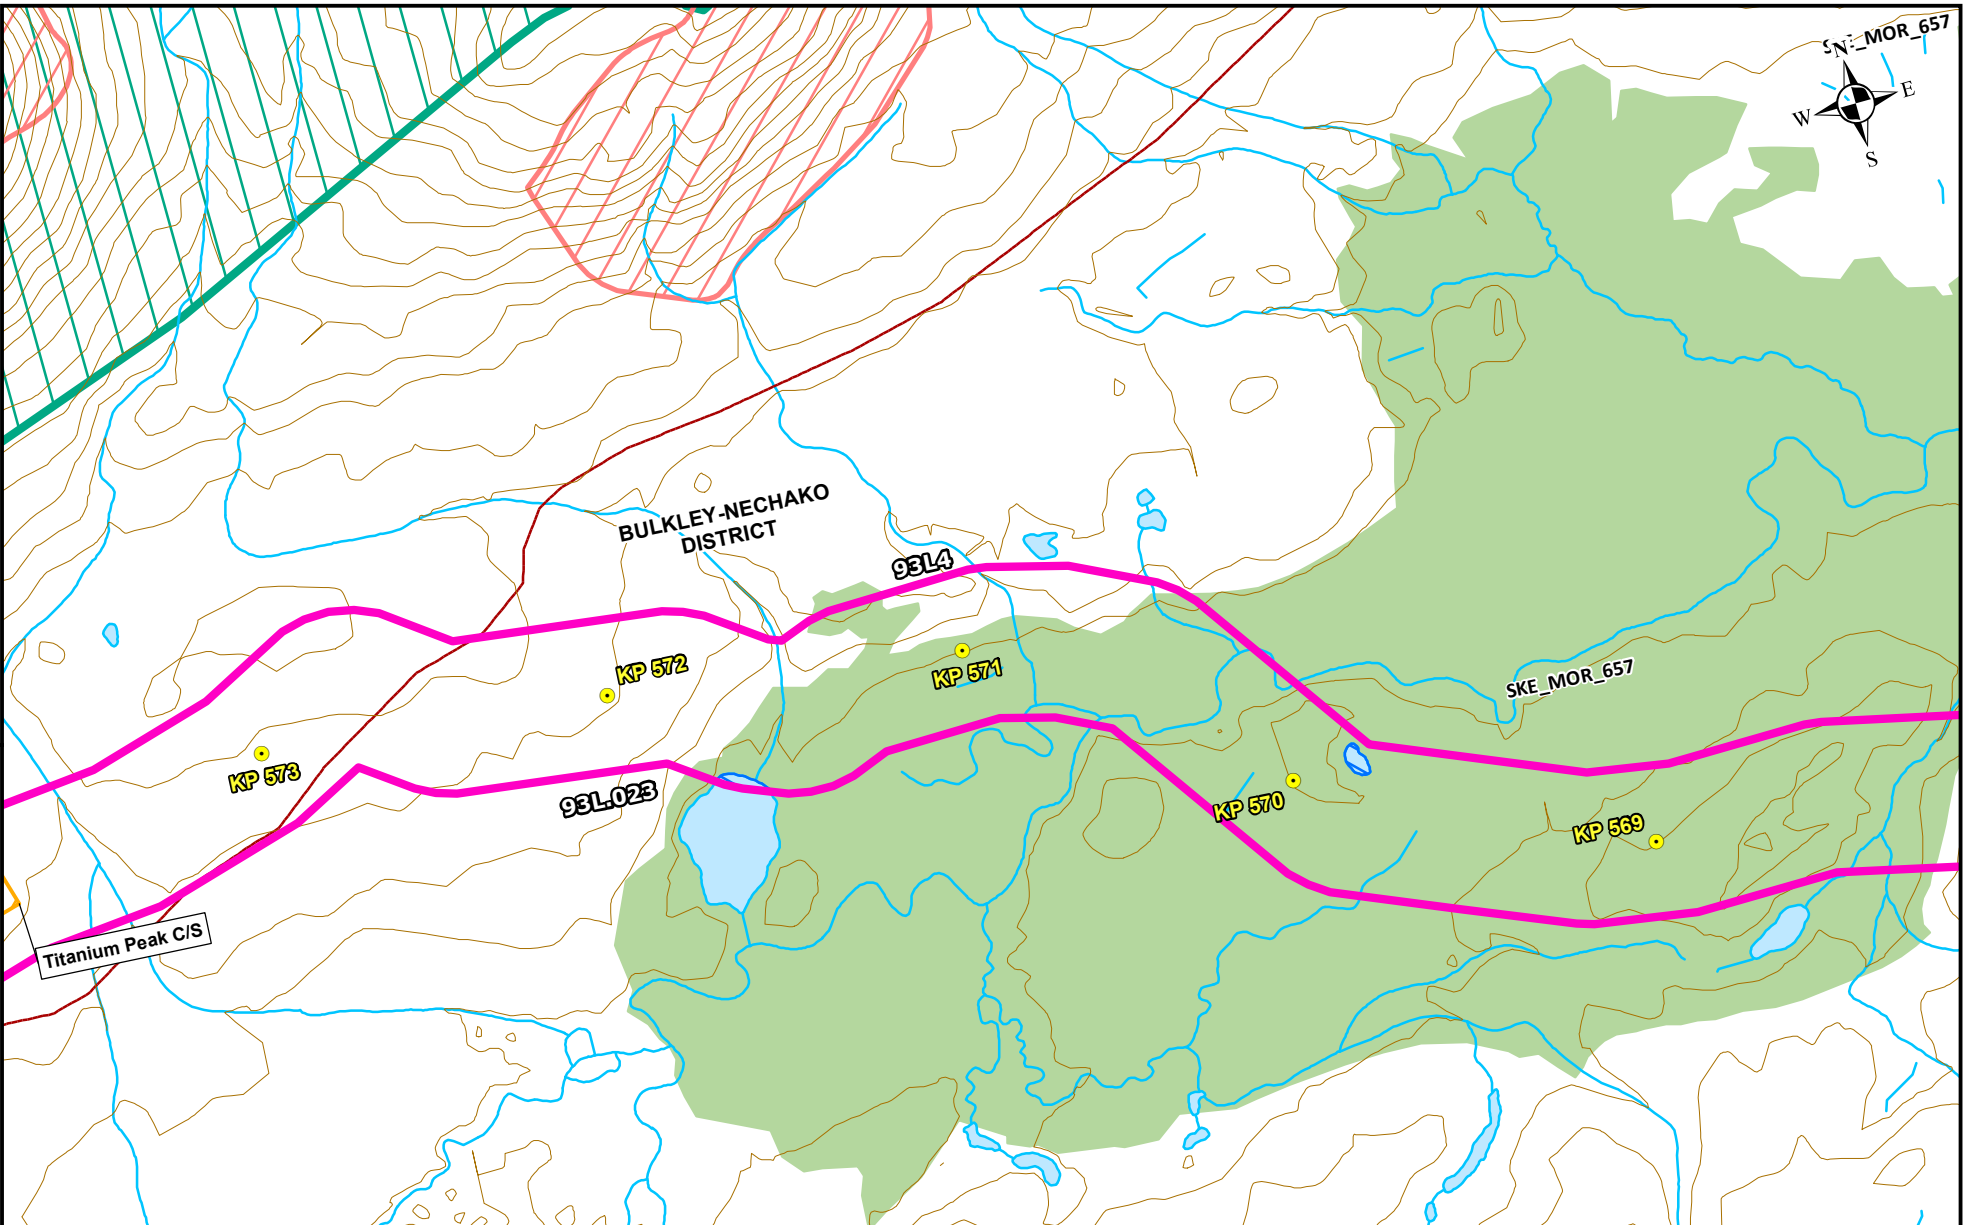 SKE_MOR_657
N
W
E
S
BULKLEY-NECHAKO
DISTRICT
93L4
KP 572
KP 571
SKE_MOR_657
KP 573
93L.023
KP 570
KP 569
Titanium Peak C/S